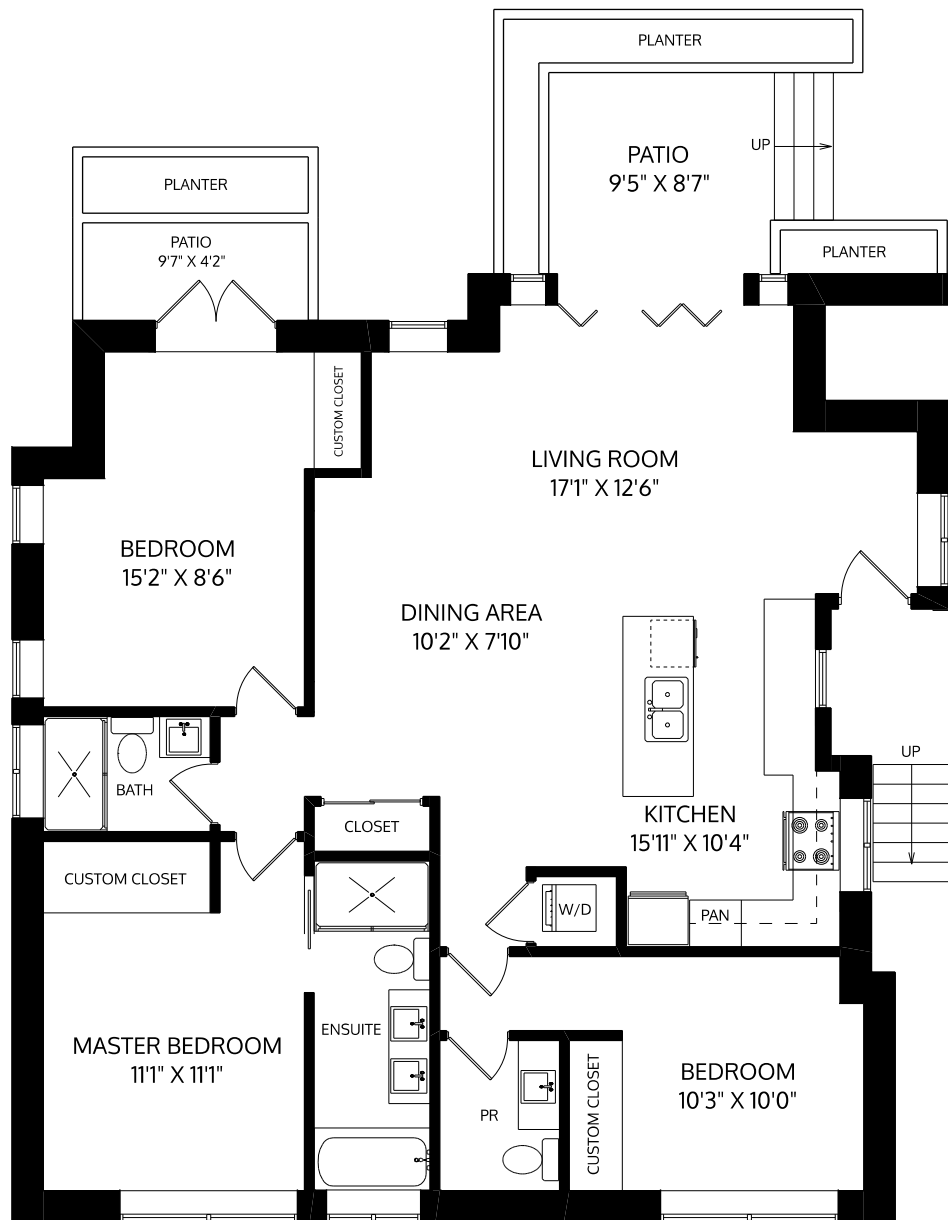 PLANTER
UP
PATIO
9'5" X 8'7"
PLANTER
PATIO
9'7" X 4'2"
PLANTER
CUSTOM CLOSET
LIVING ROOM
17'1" X 12'6"
BEDROOM
15'2" X 8'6"
DINING AREA
10'2" X 7'10"
UP
BATH
CLOSET
KITCHEN
15'11" X 10'4"
CUSTOM CLOSET
W/D
PAN
ENSUITE
MASTER BEDROOM
11'1" X 11'1"
BEDROOM
10'3" X 10'0"
PR
CUSTOM CLOSET